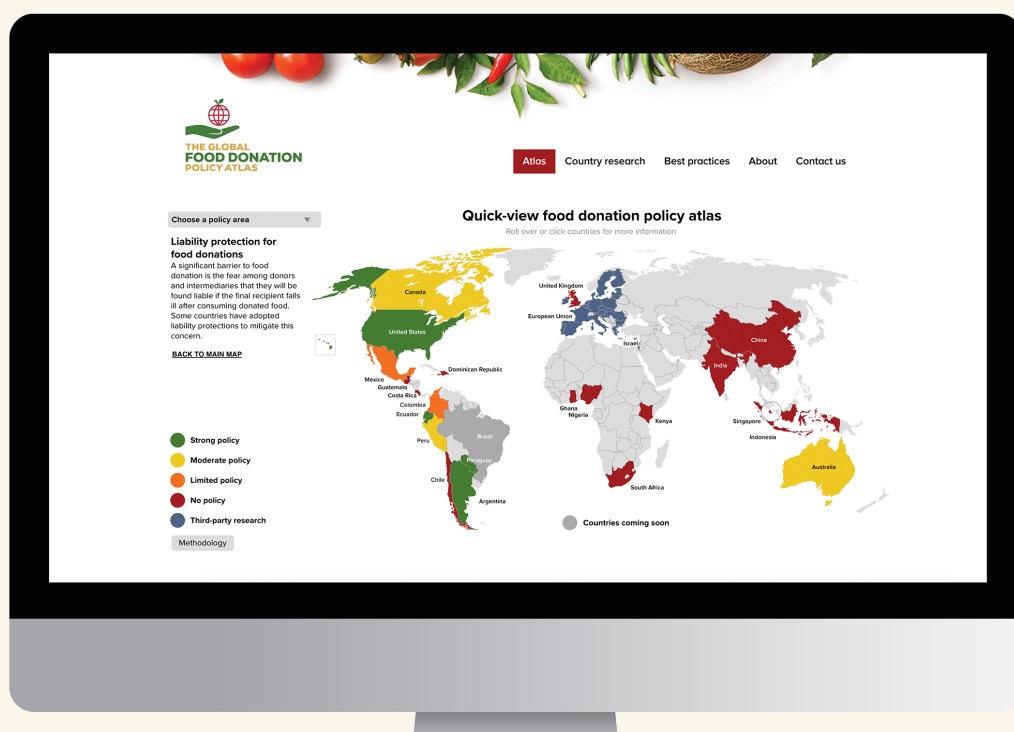 THE GLOBAL
FOOD DONATION
POLICY ATLAS
Atlas
Country research
Best practices
About
Contact us
Choose a policy area
Liability protection for
food donations
A significant barrier to food
donation is the fear among donors
and intermediaries that they will be
found liable if the final recipient falls
ill after consuming donated food.
Some countries have adopted
liability protections to mitigate this
concern.
BACK TO MAIN MAP
Strong policy
Moderate policy
Limited policy
No policy
Third-party research
Methodology
Quick-view food donation policy atlas
Roll over or click countries for more information
Canada
United States
Mexico
Guatemala
Costa Rica
Dominican Republic
Colombia
Ecuador
Peru
Brazil
Paraguay
Chile
Argentina
United Kingdom
European Union
Israel
Ghana
Nigeria
Kenya
South Africa
China
India
Singapore
Indonesia
Australia
Countries coming soon